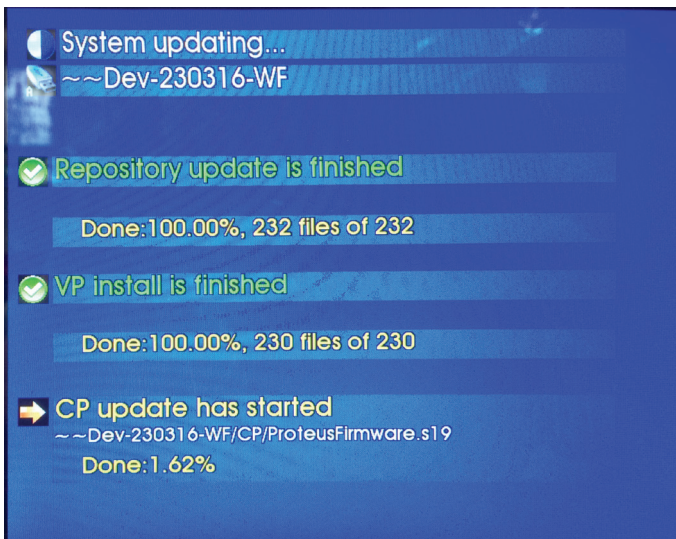 System updating...
~~Dev-230316-WF
Repository update is finished
Done:100.00%, 232 files of 232
VP install is finished
Done:100.00%, 230 files of 230
CP update has started
~~Dev-230316-WF/CP/ProteusFirmware.s19
Done:1.62%